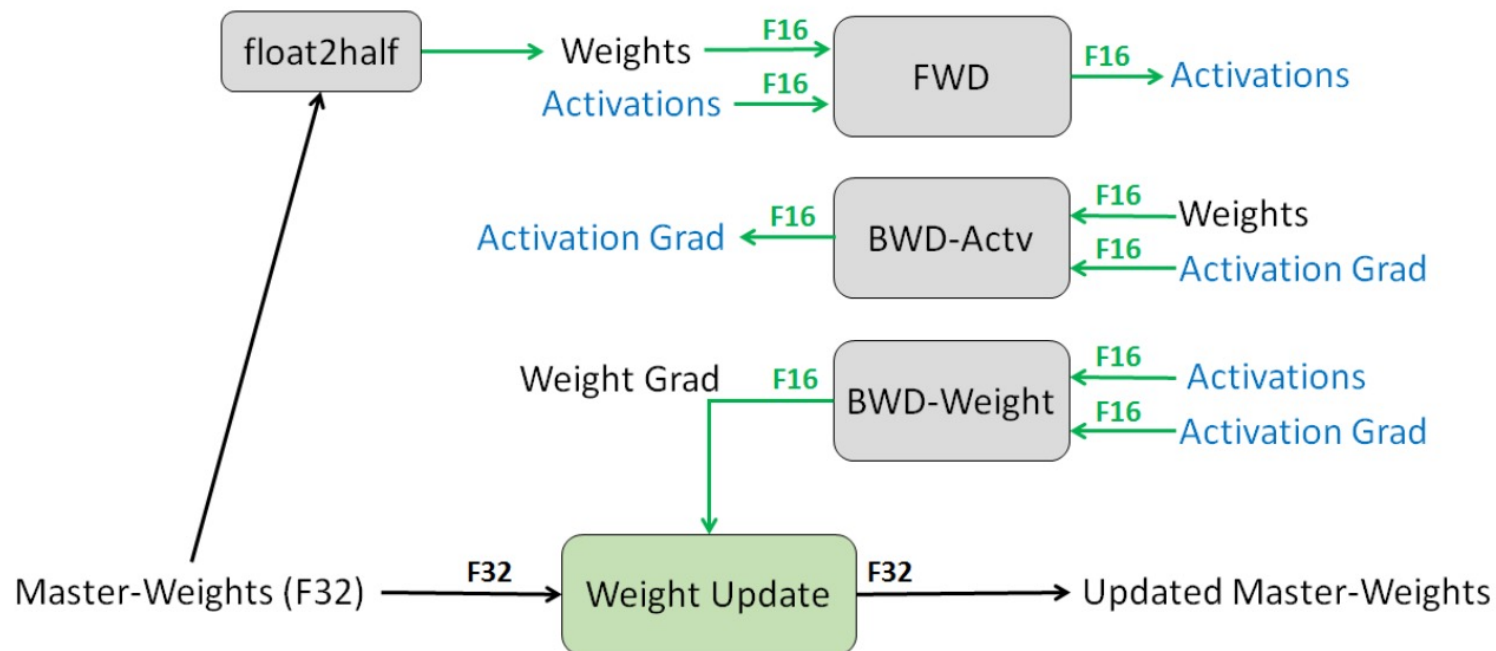 float2half
Weights
F16
Activations
F16
FWD
F16
Activations
Activation Grad
F16
BWD-Actv
F16
Weights
F16
Activation Grad
Weight Grad
F16
BWD-Weight
F16
Activations
F16
Activation Grad
Master-Weights (F32)
F32
Weight Update
F32
Updated Master-Weights